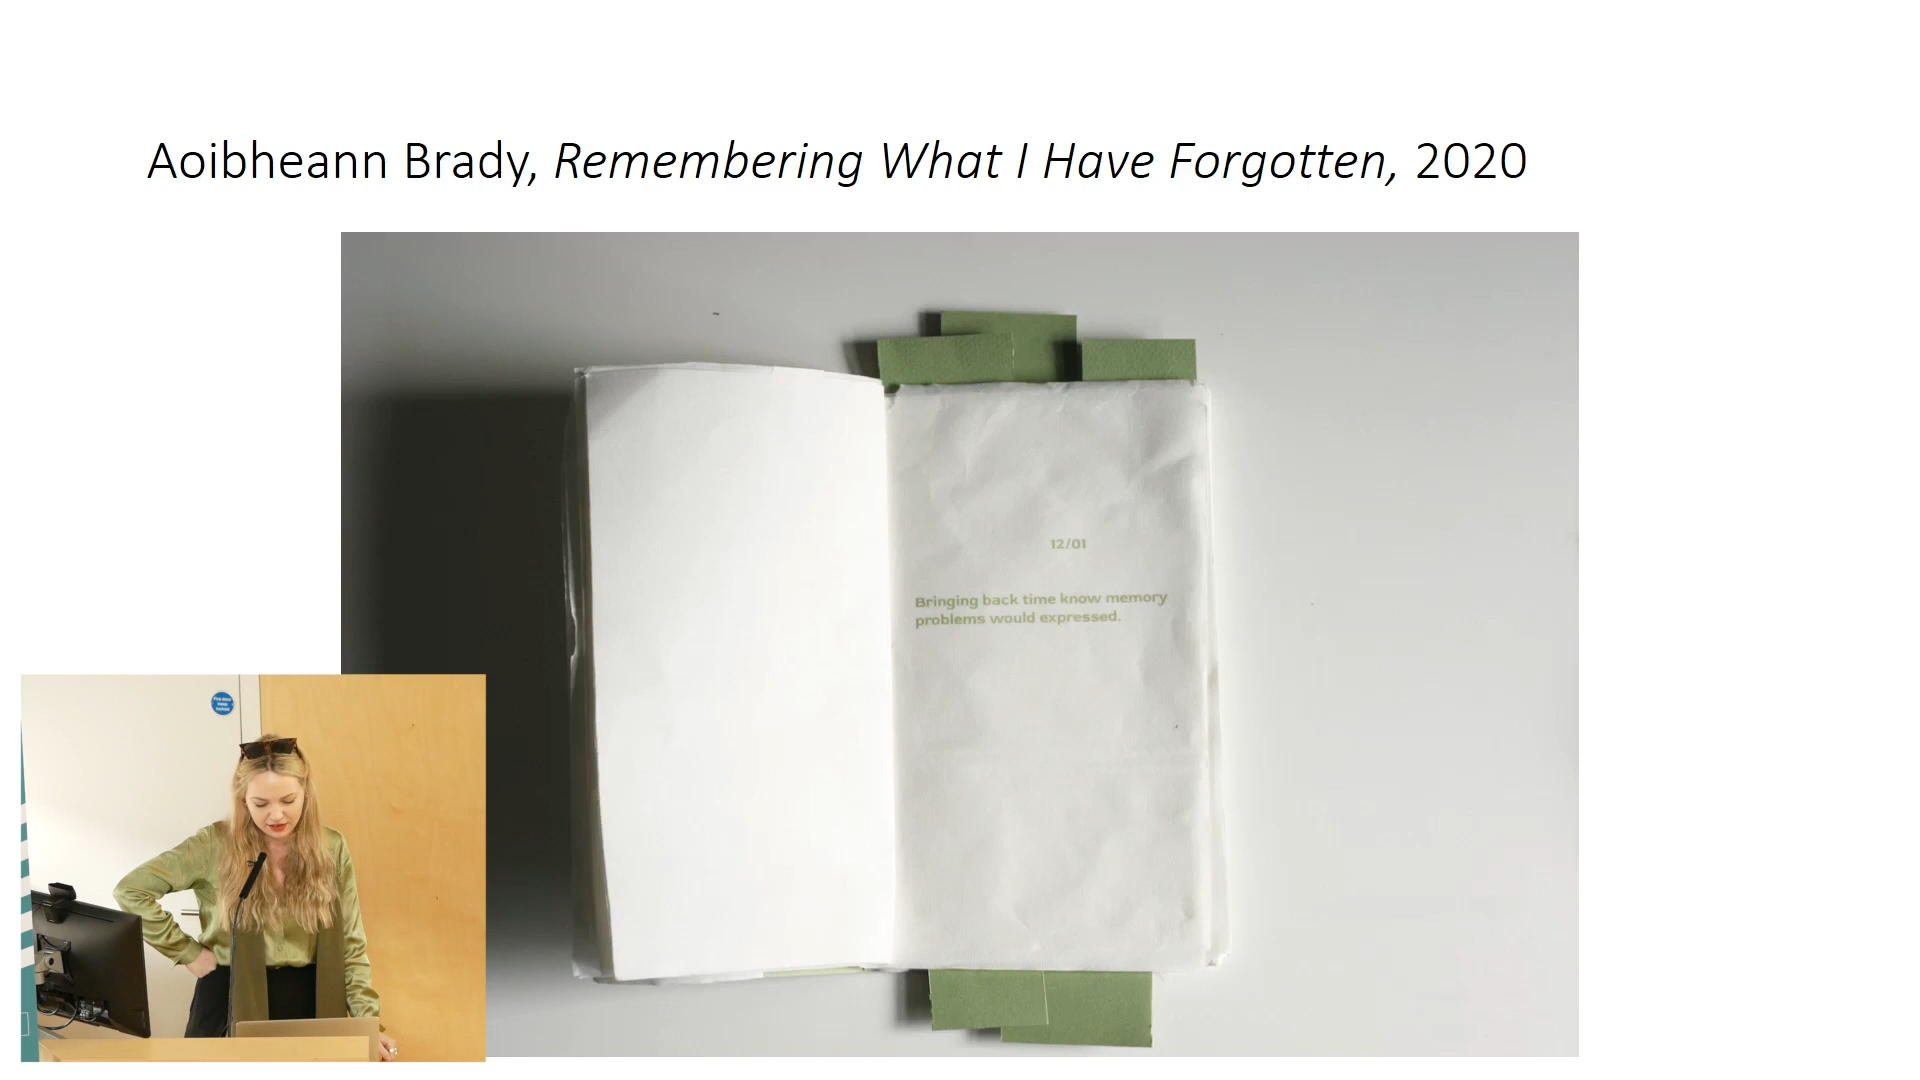 Aoibheann Brady, Remembering What I Have Forgotten, 2020
12/01
Bringing back time know memory
problems would expressed.